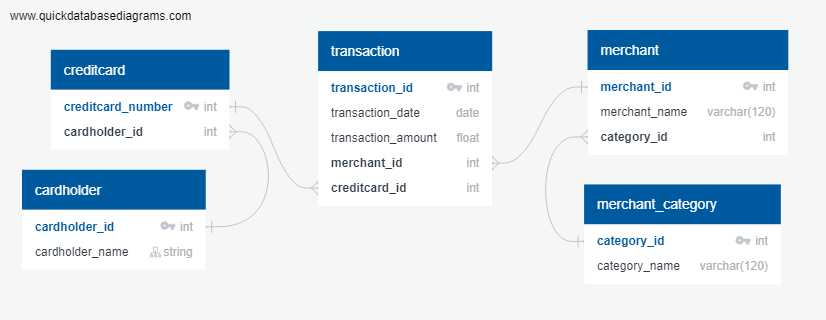 www.quickdatabasediagrams.com
creditcard
creditcard_number int
cardholder_id int
cardholder
cardholder_id int
cardholder_name string
transaction
transaction_id int
transaction_date date
transaction_amount float
merchant_id int
creditcard_id int
merchant
merchant_id int
merchant_name varchar(120)
category_id int
merchant_category
category_id int
category_name varchar(120)